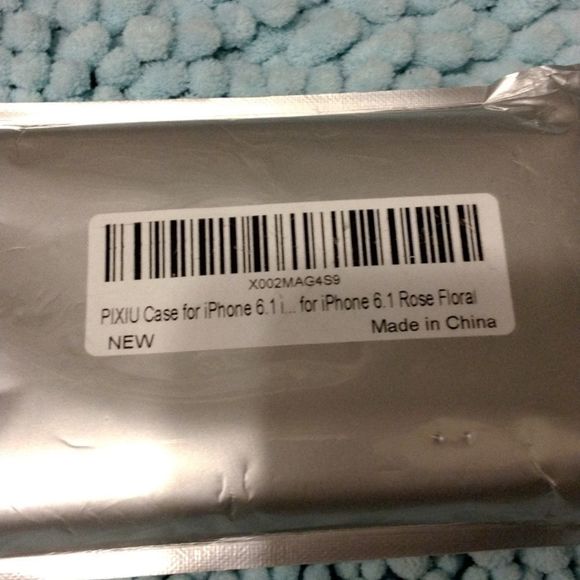 X002MAG4S9
PIXIU Case for iPhone 6.1 i... for iPhone 6.1 Rose Floral
NEW
Made in China